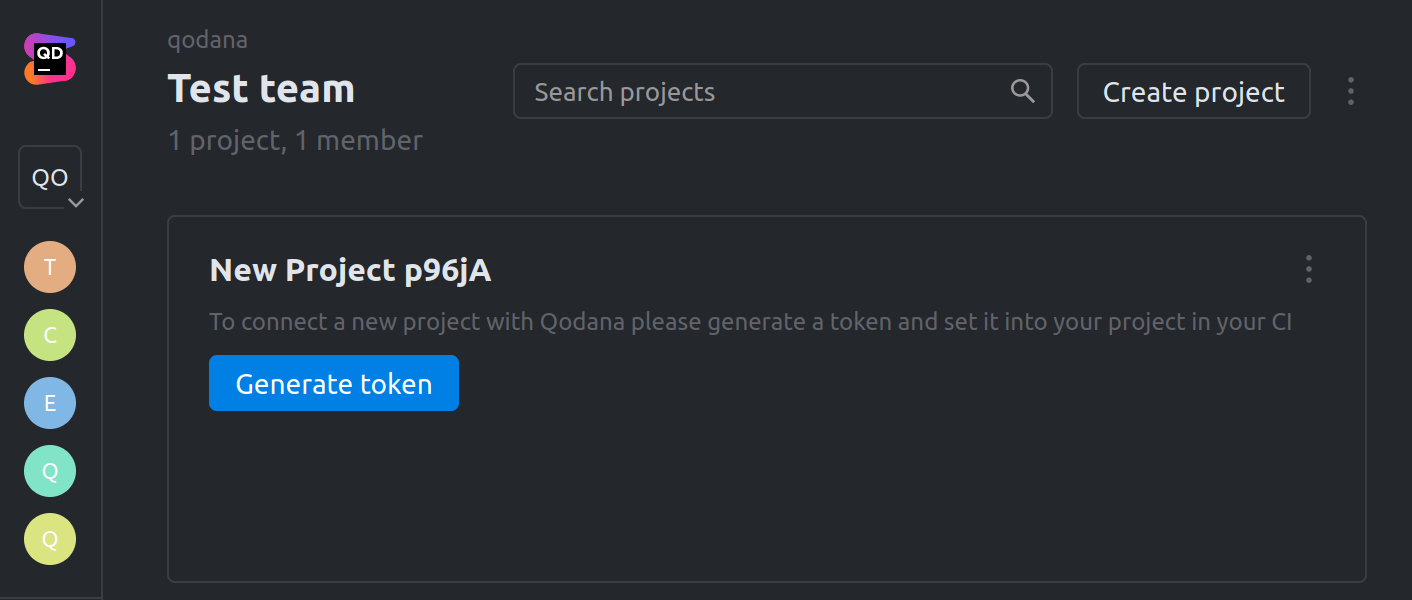 QD
QO
T
C
E
Q
Q
qodana
Test team
1 project, 1 member
Search projects
Create project
New Project p96jA
To connect a new project with Qodana please generate a token and set it into your project in your CI
Generate token